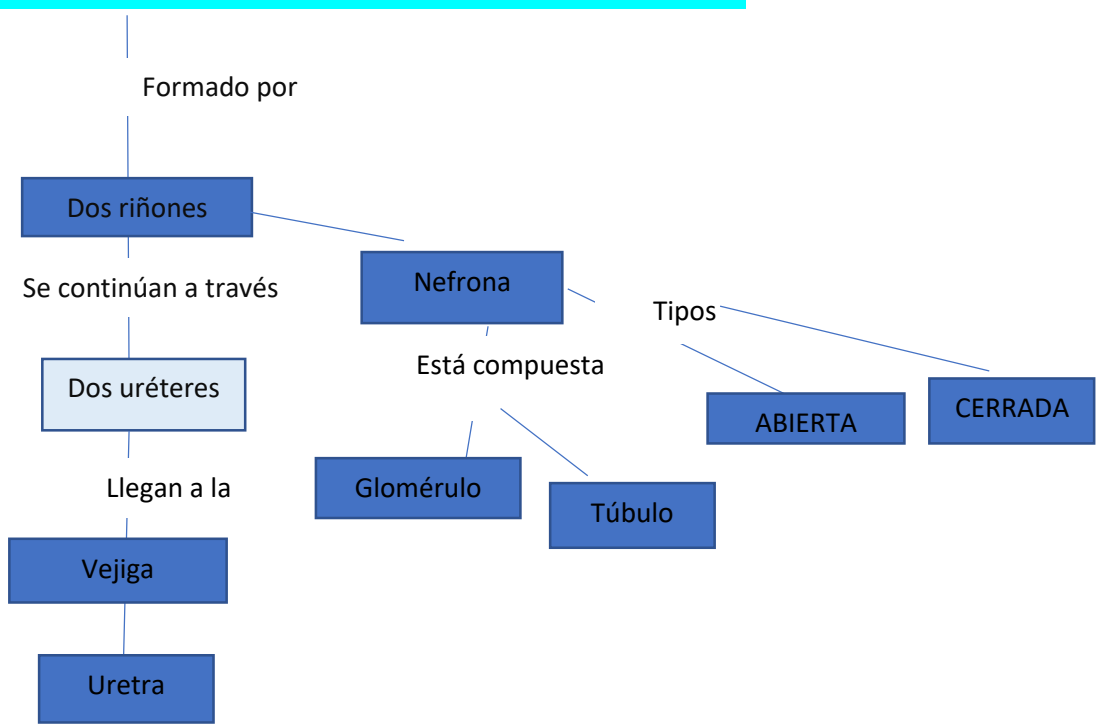 Formado por
Dos riñones
Se continúan a través
Nefrona
Tipos
Está compuesta
Dos uréteres
ABIERTA
CERRADA
Llegan a la
Glomérulo
Túbulo
Vejiga
Uretra